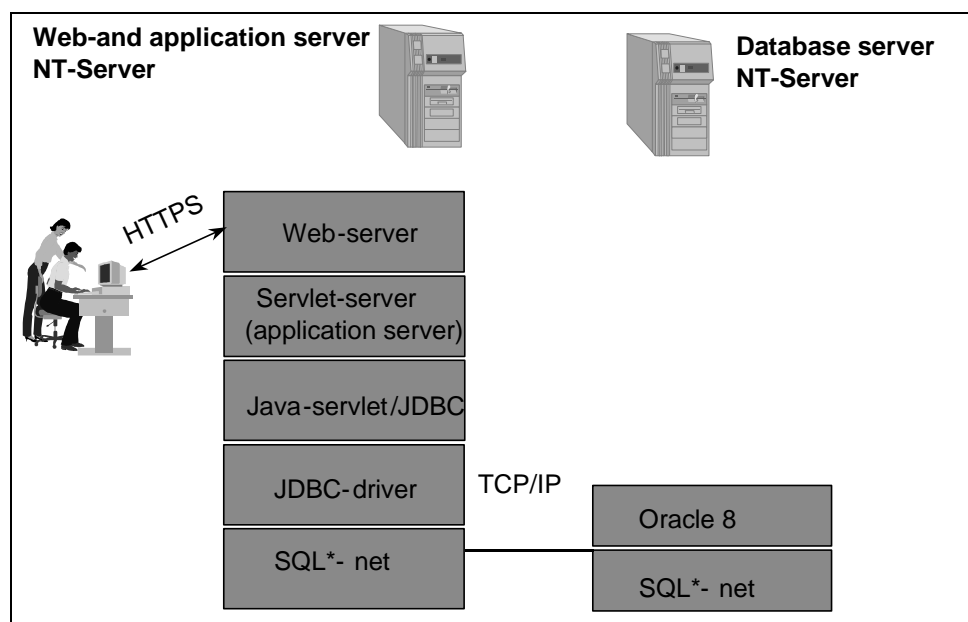 Web-and application server
NT-Server
Database server
NT-Server
HTTPS
Web-server
Servlet-server
(application server)
Java-servlet/JDBC
JDBC-driver
TCP/IP
Oracle 8
SQL*- net
SQL*- net